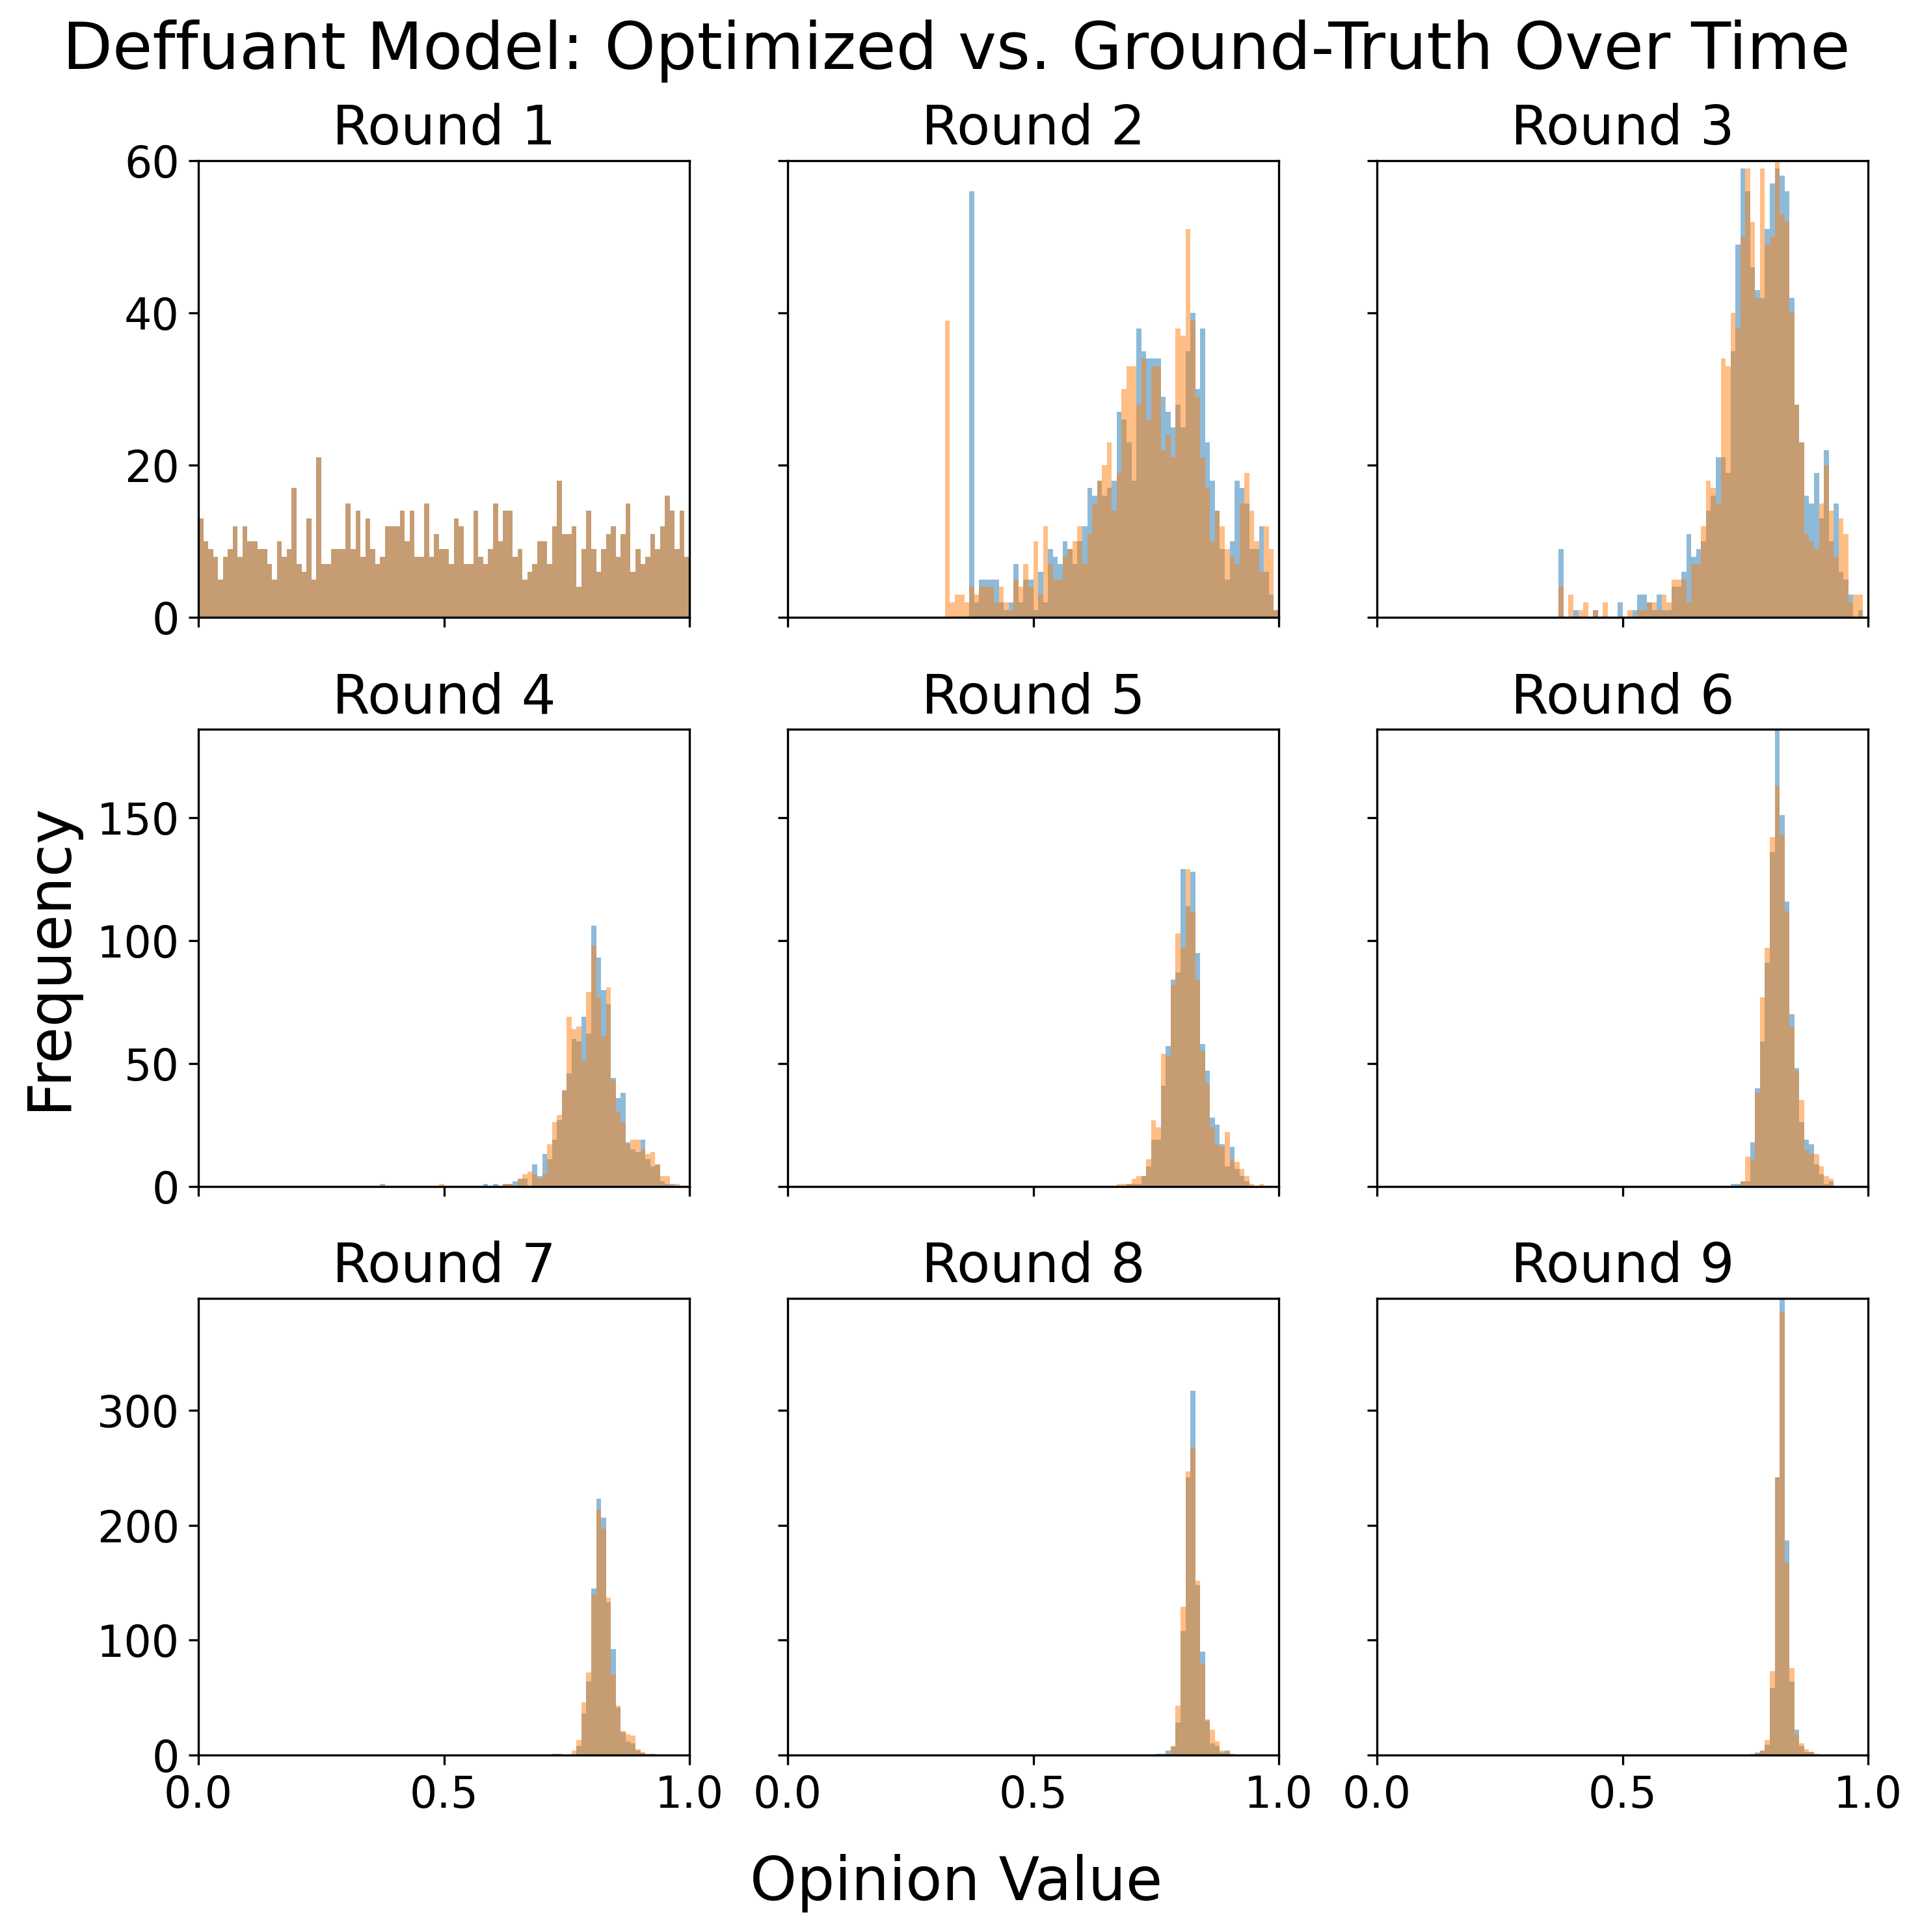 Deffuant Model: Optimized vs. Ground-Truth Over Time
Round 1
Round 2
Round 3
60
40
20
0
Round 4
Round 5
Round 6
Frequency
150
100
50
0
Round 7
Round 8
Round 9
300
200
100
0
0.0 0.5 1.0 0.0 0.5 1.0 0.0 0.5 1.0
Opinion Value